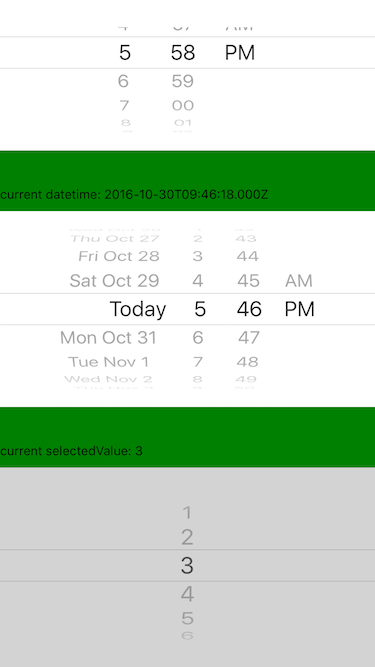 4 57 AM
5 58 PM
6 59
7 00
8 01
current datetime: 2016-10-30T09:46:18.000Z
Thu Oct 27 2 43
Fri Oct 28 3 44
Sat Oct 29 4 45 AM
Today 5 46 PM
Mon Oct 31 6 47
Tue Nov 1 7 48
Wed Nov 2 8 49
current selectedValue: 3
1
2
3
4
5
6